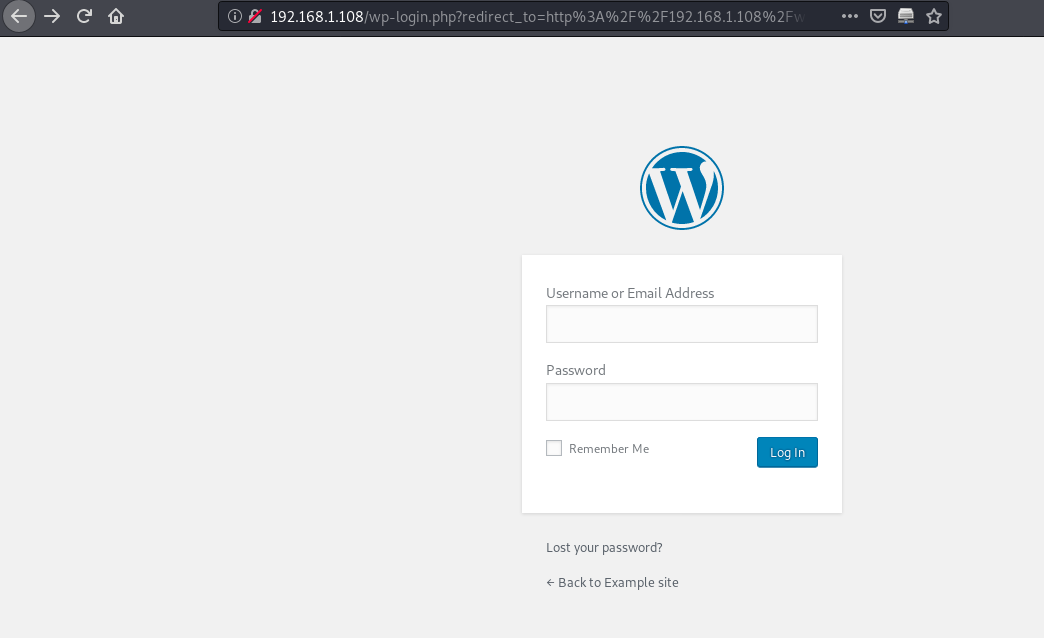 192.168.1.108/wp-login.php?redirect_to=http%3A%2F%2F192.168.1.108%2Fw
Username or Email Address
Password
Remember Me
Log In
Lost your password?
← Back to Example site